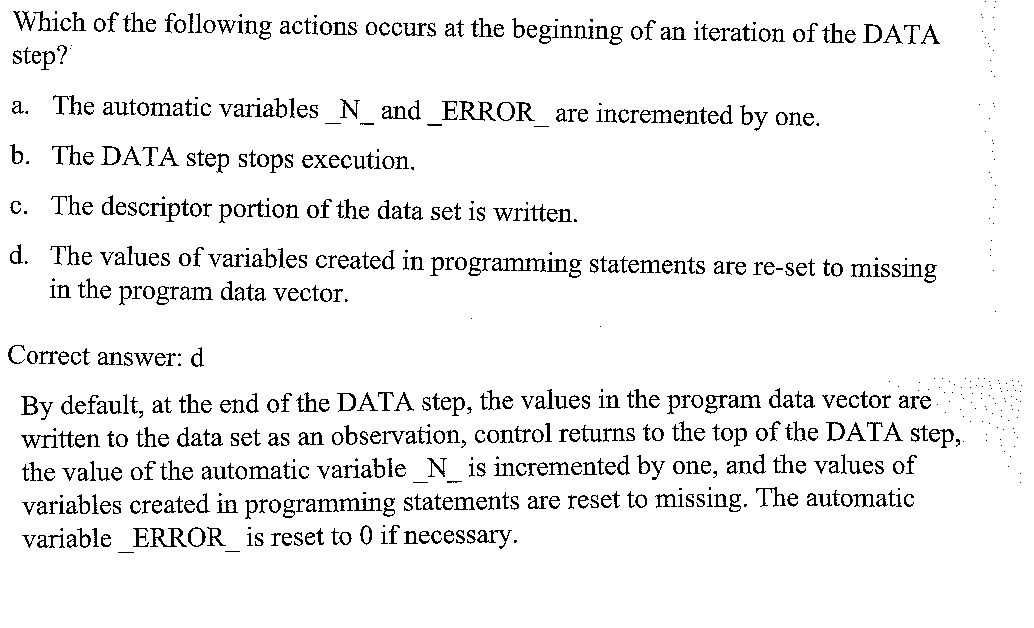 Which of the following actions occurs at the beginning of an iteration of the DATA
step?
a. The automatic variables _N_ and _ERROR_ are incremented by one.
b. The DATA step stops execution.
c. The descriptor portion of the data set is written.
d. The values of variables created in programming statements are re-set to missing
in the program data vector.
Correct answer: d
By default, at the end of the DATA step, the values in the program data vector are
written to the data set as an observation, control returns to the top of the DATA step,
the value of the automatic variable _N_ is incremented by one, and the values of
variables created in programming statements are reset to missing. The automatic
variable _ERROR_ is reset to 0 if necessary.